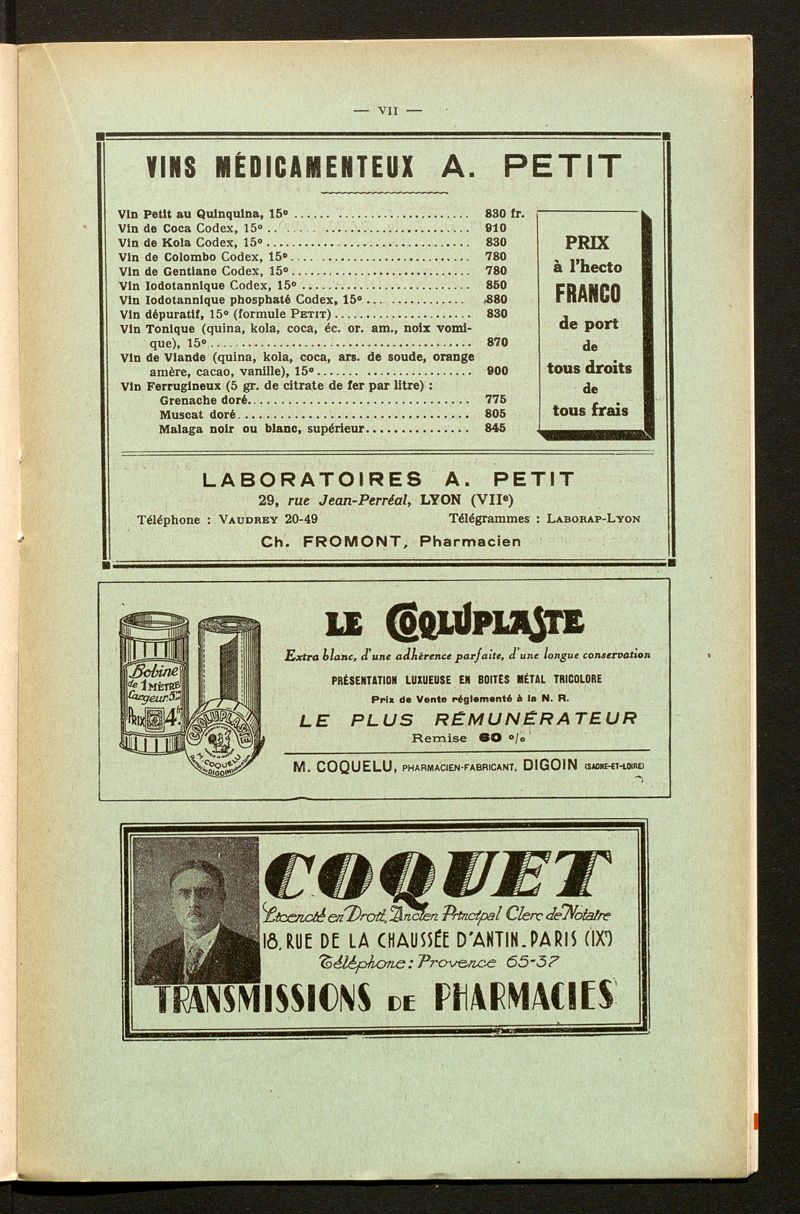 — VII —
VINS MÉDICAMENTEUX A. PETIT
Vin Petit au Quinquina, 15° ........................... 830 fr.
Vin de Coca Codex, 15° ........................... 910
Vin de Kola Codex, 15° ........................... 830
Vin de Colombo Codex, 15° ........................... 780
Vin de Gentiane Codex, 15° ........................... 780
Vin Iodotannique Codex, 15° ........................... 850
Vin Iodotannique phosphaté Codex, 15° ............... 880
Vin dépuratif, 15° (formule PETIT) ..................... 830
Vin Tonique (quina, kola, coca, éc. or. am., noix vomi-
que), 15° ........................... 870
Vin de Viande (quina, kola, coca, ars. de soude, orange
amère, cacao, vanille), 15° ........................ 900
Vin Ferrugineux (5 gr. de citrate de fer par litre) :
Grenache doré ........................... 775
Muscat doré ........................... 805
Malaga noir ou blanc, supérieur ................ 845
PRIX
à l'hecto
FRANCO
de port
de
tous droits
de
tous frais
LABORATOIRES A. PETIT
29, rue Jean-Perréal, LYON (VIIe)
Téléphone : VAUDREY 20-49 Télégrammes : LABORAP-LYON
Ch. FROMONT, Pharmacien
LE COQLUPLASTE
Extra blanc, d'une adhérence parfaite, d'une longue conservation
PRÉSENTATION LUXUEUSE EN BOITES MÉTAL TRICOLORE
Prix de Vente réglementé à la N. R.
LE PLUS RÉMUNÉRATEUR
Remise 60 %
M. COQUELU, PHARMACIEN-FABRICANT, DIGOIN (SAONE-ET-LOIRE)
Bobine
de 1 MÈTRE
Largeur 5
PRIX 4 fr
COQLUPLASTE
M. COQUELU
DIGOIN
COQUET
Licencié en Droit, Ancien Principal Clerc de Notaire
18, RUE DE LA CHAUSSÉE D'ANTIN. PARIS (IXe)
Téléphone : Provence 65-37
TRANSMISSIONS DE PHARMACIES